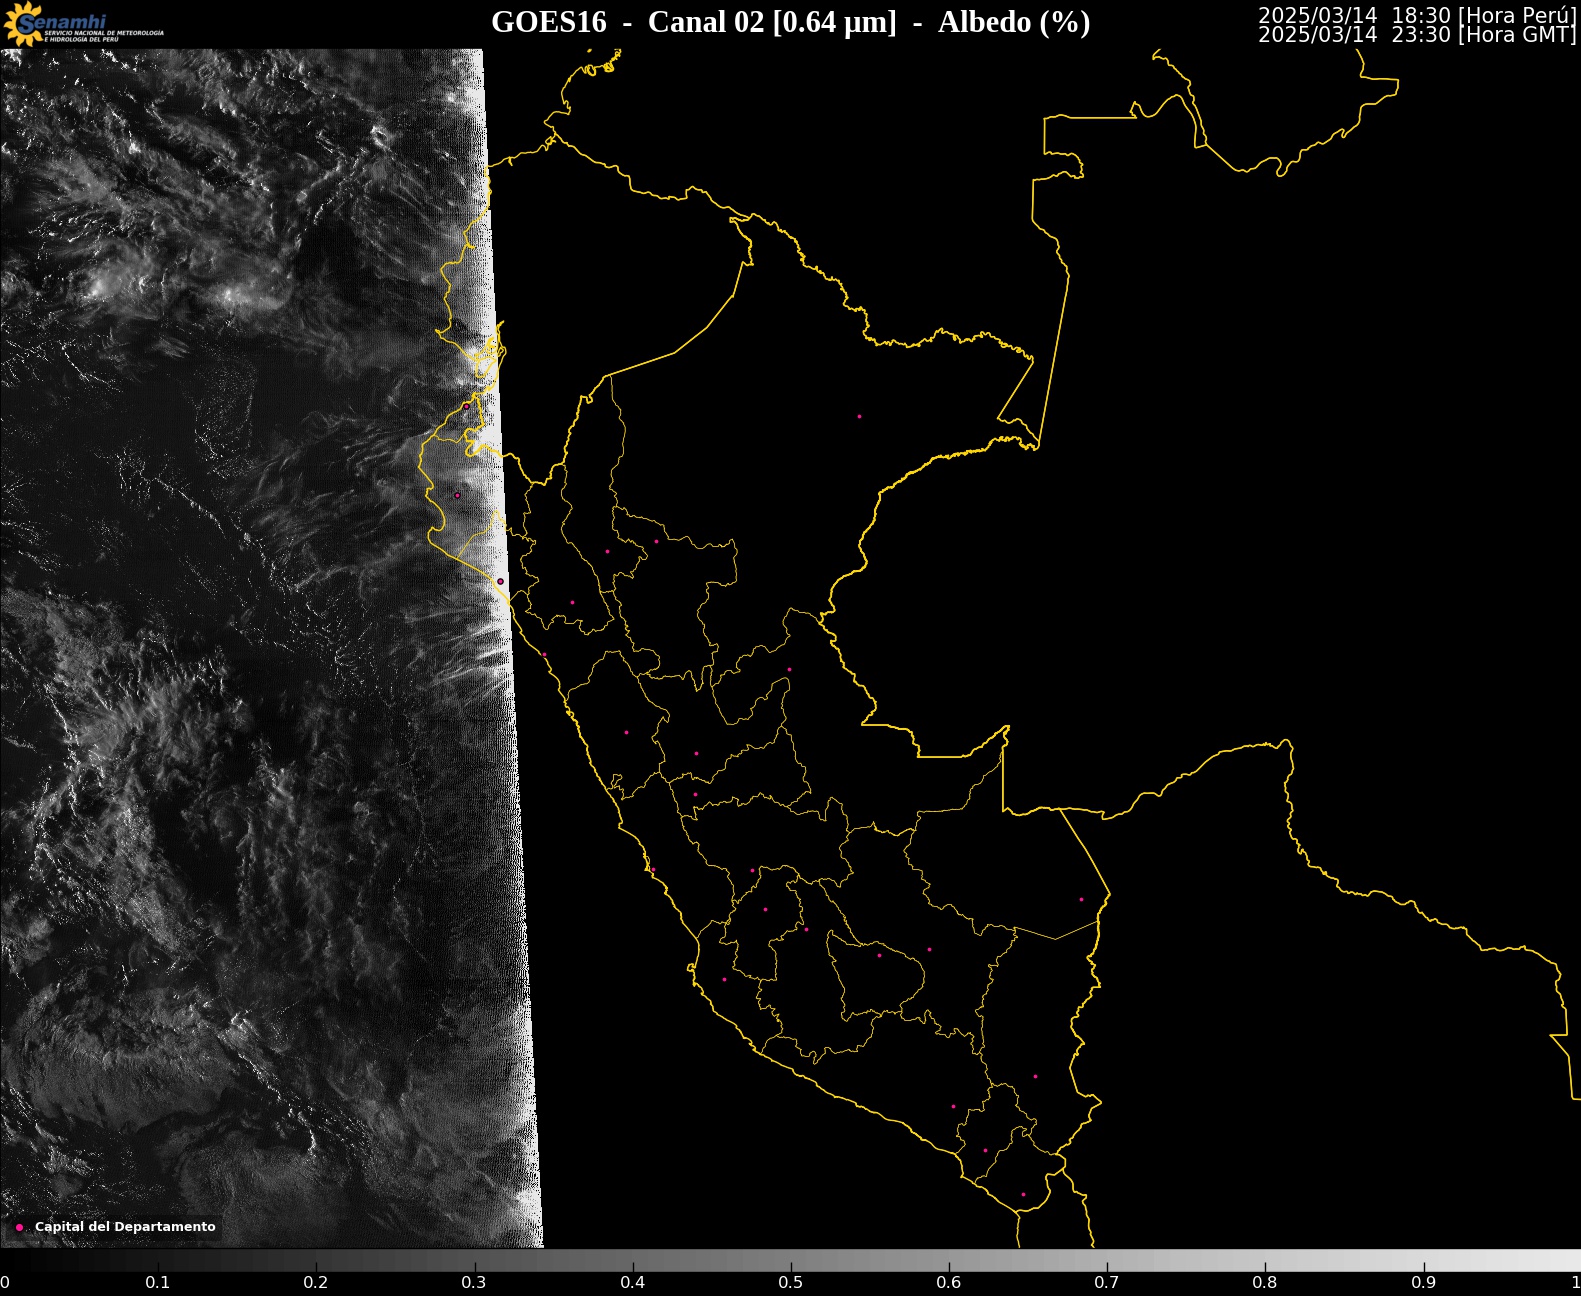 Senamhi
SERVICIO NACIONAL DE METEOROLOGÍA
E HIDROLOGÍA DEL PERÚ
GOES16 - Canal 02 [0.64 µm] - Albedo (%)
2025/03/14 18:30 [Hora Perú]
2025/03/14 23:30 [Hora GMT]
Capital del Departamento
0 0.1 0.2 0.3 0.4 0.5 0.6 0.7 0.8 0.9 1